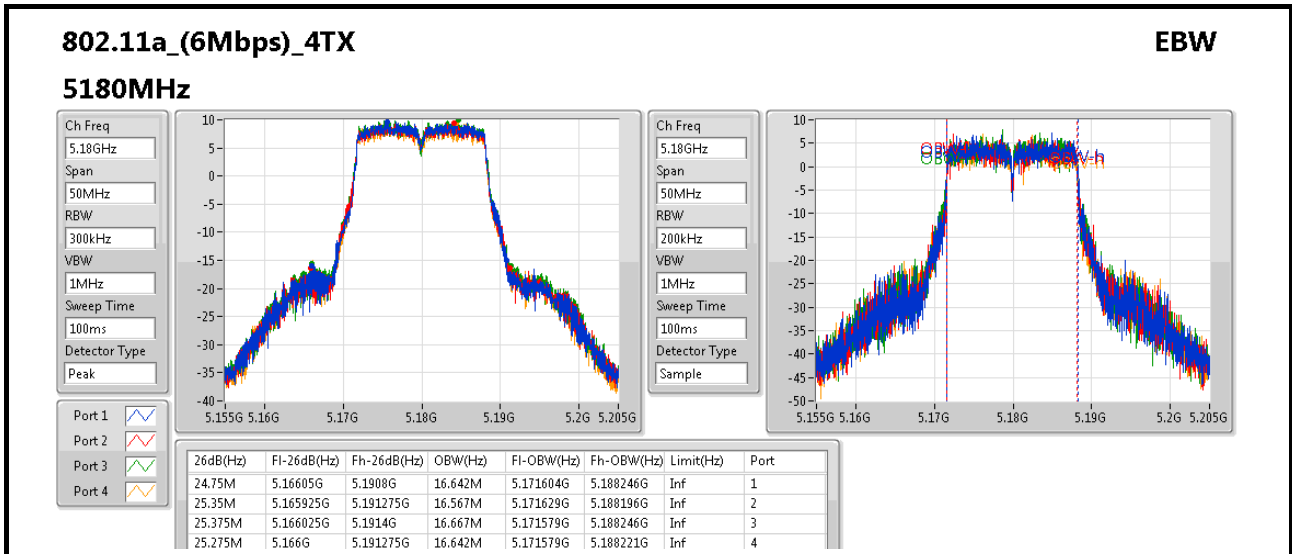 802.11a_(6Mbps)_4TX EBW
5180MHz
Ch Freq
5.18GHz
Span
50MHz
RBW
300kHz
VBW
1MHz
Sweep Time
100ms
Detector Type
Peak
10
5
0
-5
-10
-15
-20
-25
-30
-35
-40
5.155G 5.16G 5.17G 5.18G 5.19G 5.2G 5.205G
Ch Freq
5.18GHz
Span
50MHz
RBW
200kHz
VBW
1MHz
Sweep Time
100ms
Detector Type
Sample
10
5
0
-5
-10
-15
-20
-25
-30
-35
-40
-45
-50
5.155G 5.16G 5.17G 5.18G 5.19G 5.2G 5.205G
Port 1
Port 2
Port 3
Port 4
26dB(Hz) Fl-26dB(Hz) Fh-26dB(Hz) OBW(Hz) Fl-OBW(Hz) Fh-OBW(Hz) Limit(Hz) Port
24.75M 5.16605G 5.1908G 16.642M 5.171604G 5.188246G Inf 1
25.35M 5.165925G 5.191275G 16.567M 5.171629G 5.188196G Inf 2
25.375M 5.166025G 5.1914G 16.667M 5.171579G 5.188246G Inf 3
25.275M 5.166G 5.191275G 16.642M 5.171579G 5.188221G Inf 4